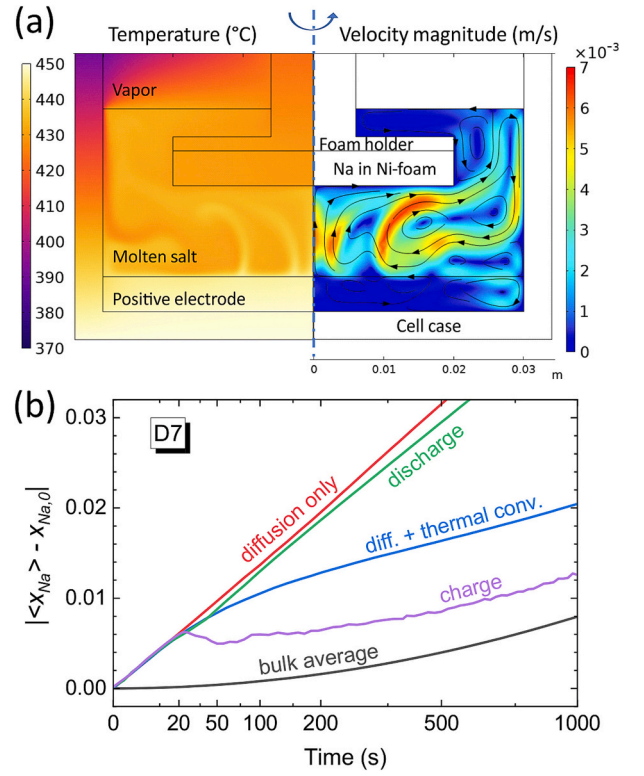 (a)
Temperature (°C)
Velocity magnitude (m/s)
450
440
430
420
410
400
390
380
370
Vapor
Molten salt
Positive electrode
Foam holder
Na in Ni-foam
Cell case
×10⁻³
7
6
5
4
3
2
1
0
0
0.01
0.02
0.03
m
(b)
D7
0.03
0.02
0.01
0.00
|<x_Na> - x_Na,0|
diffusion only
discharge
diff. + thermal conv.
charge
bulk average
0 20 50 100 200 500 1000
Time (s)